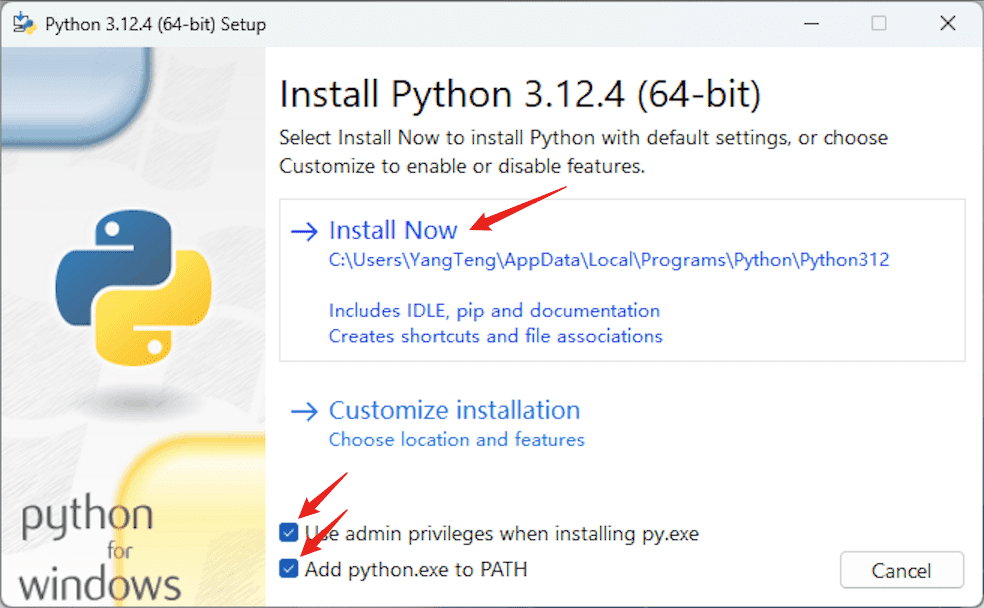 Python 3.12.4 (64-bit) Setup
Install Python 3.12.4 (64-bit)
Select Install Now to install Python with default settings, or choose
Customize to enable or disable features.
Install Now
C:\Users\YangTeng\AppData\Local\Programs\Python\Python312
Includes IDLE, pip and documentation
Creates shortcuts and file associations
Customize installation
Choose location and features
Use admin privileges when installing py.exe
Add python.exe to PATH
Cancel
python
for
windows